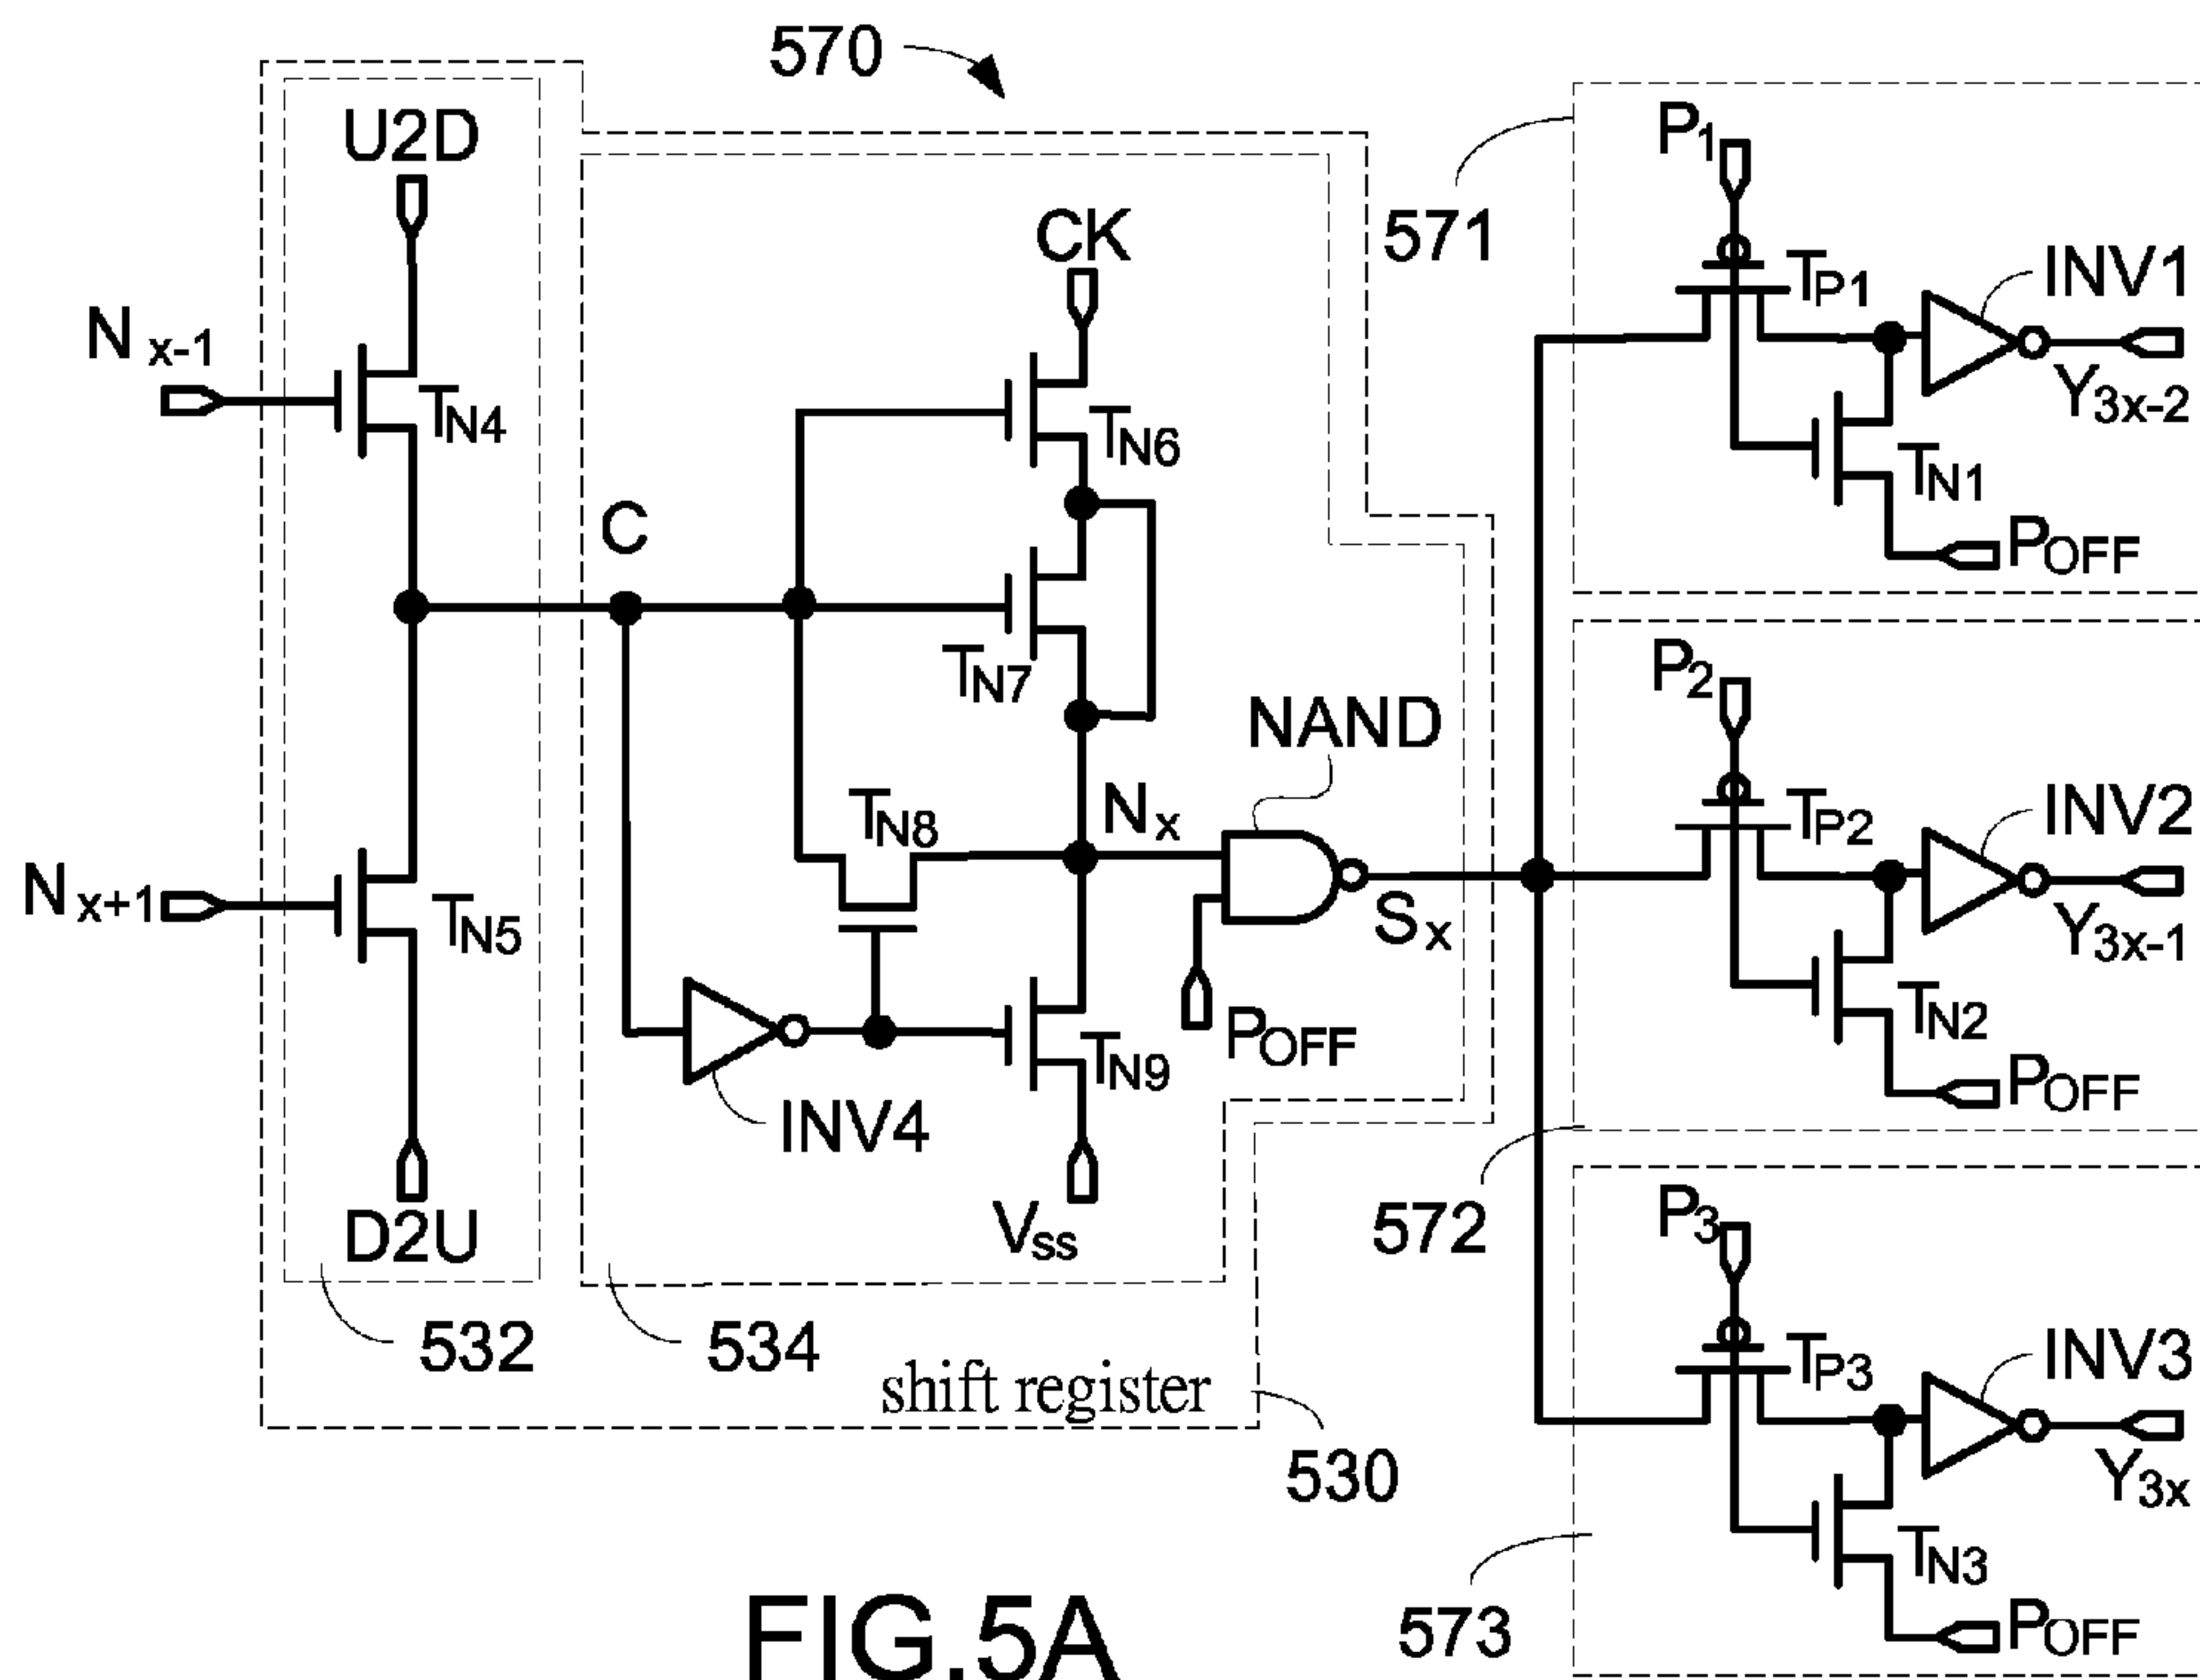 570
U2D
P1
CK
571
TP1
INV1
Nx-1
TN4
TN6
Y3x-2
TN1
C
POFF
TN7
P2
NAND
TN8
Nx
TP2
INV2
Nx+1
TN5
Sx
Y3x-1
TN2
POFF
TN9
POFF
INV4
D2U
Vss
572
P3
532
534
TP3
INV3
shift register
530
Y3x
TN3
573
POFF
FIG.5A